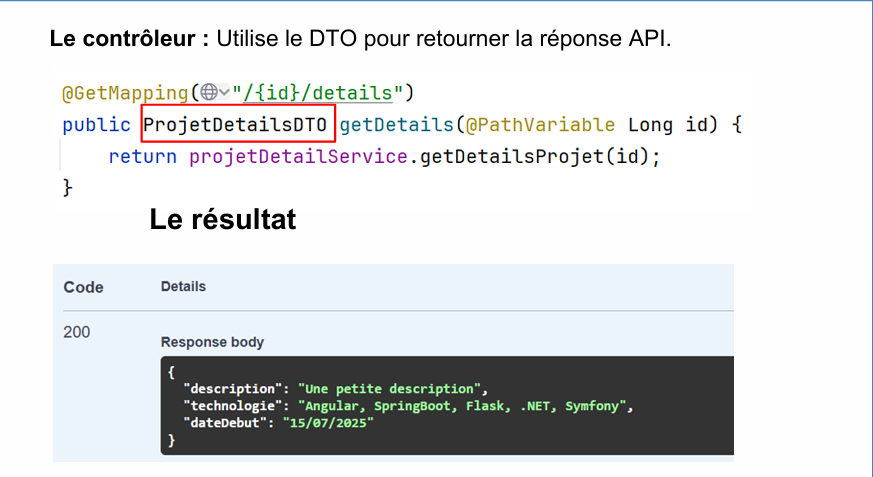 Le contrôleur : Utilise le DTO pour retourner la réponse API.
@GetMapping("/{id}/details")
public ProjetDetailsDTO getDetails(@PathVariable Long id) {
    return projetDetailService.getDetailsProjet(id);
}
Le résultat
Code Details
200
Response body
{
  "description": "Une petite description",
  "technologie": "Angular, SpringBoot, Flask, .NET, Symfony",
  "dateDebut": "15/07/2025"
}